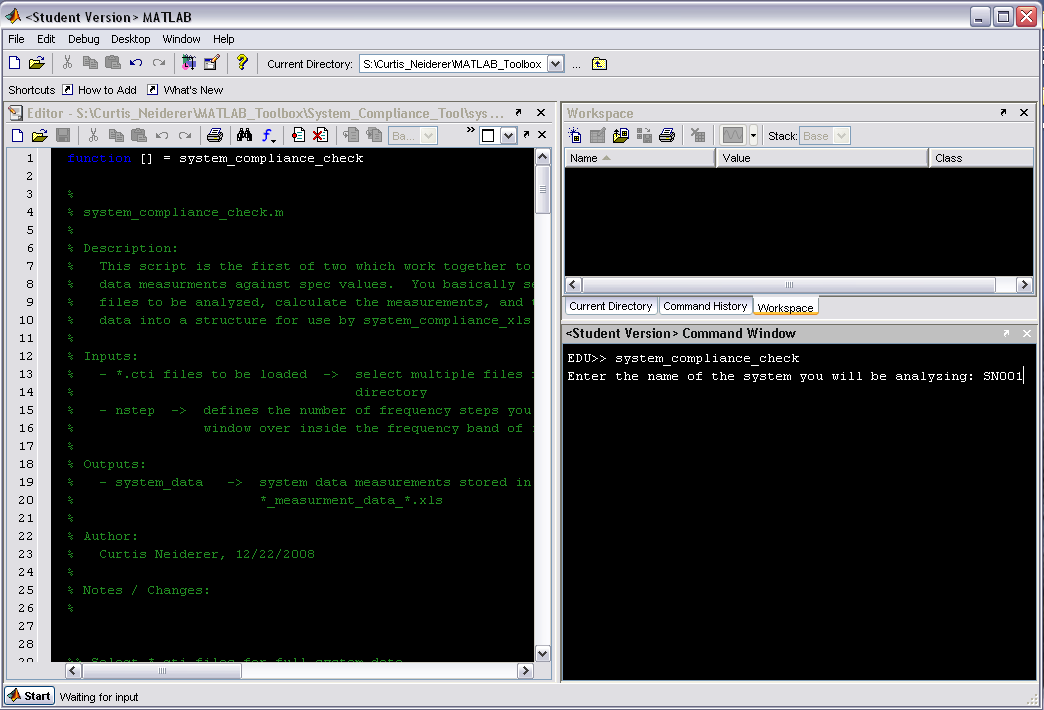 <Student Version> MATLAB
File Edit Debug Desktop Window Help
Current Directory: S:\Curtis_Neiderer\MATLAB_Toolbox ...
Shortcuts How to Add What's New
Editor - S:\Curtis_Neiderer\MATLAB_Toolbox\System_Compliance_Tool\sys...
Ba...
1 function [] = system_compliance_check
2
3 %
4 % system_compliance_check.m
5 %
6 % Description:
7 % This script is the first of two which work together to
8 % data measurments against spec values. You basically se
9 % files to be analyzed, calculate the measurements, and
10 % data into a structure for use by system_compliance_xls
11 %
12 % Inputs:
13 % - *.cti files to be loaded -> select multiple files
14 % directory
15 % - nstep -> defines the number of frequency steps you
16 % window over inside the frequency band of
17 %
18 % Outputs:
19 % - system_data -> system data measurements stored in
20 % *_measurment_data_*.xls
21 %
22 % Author:
23 % Curtis Neiderer, 12/22/2008
24 %
25 % Notes / Changes:
26 %
27
28
29 %% Select *.cti files for full system data
Workspace
Stack: Base
Name Value Class
Current Directory Command History Workspace
<Student Version> Command Window
EDU>> system_compliance_check
Enter the name of the system you will be analyzing: SN001
Start Waiting for input